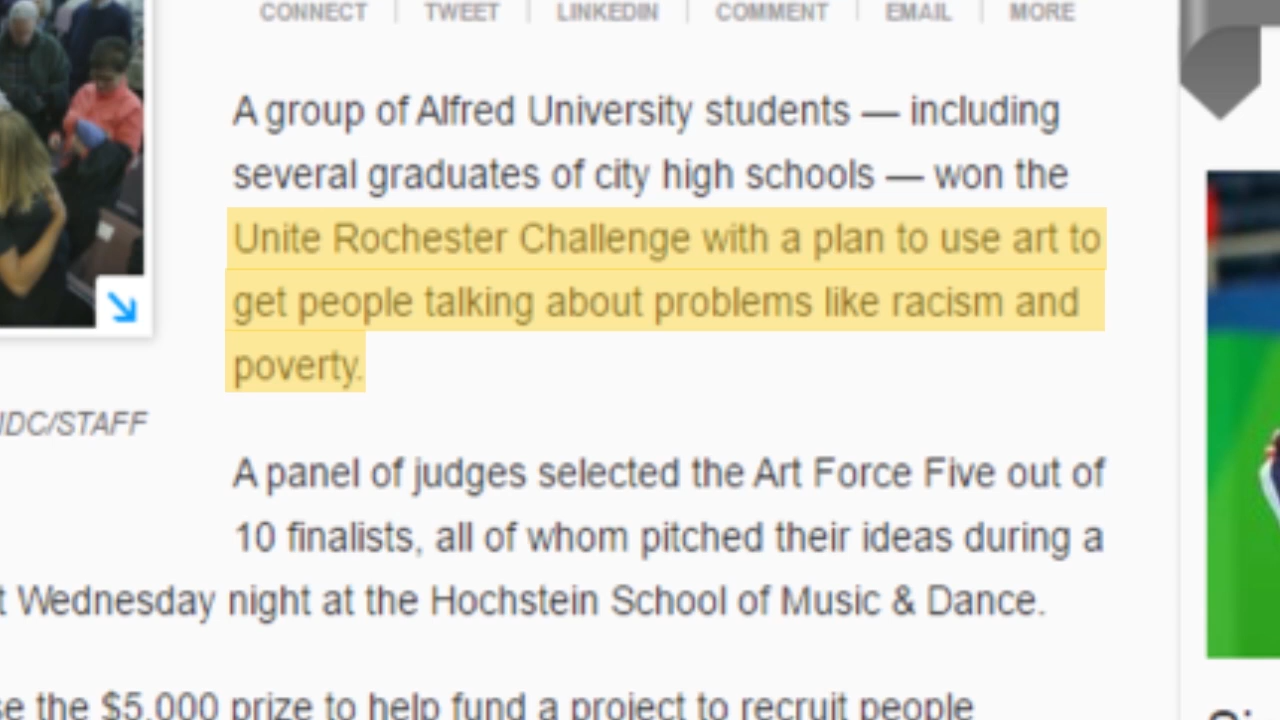 CONNECT TWEET LINKEDIN COMMENT EMAIL MORE
A group of Alfred University students — including
several graduates of city high schools — won the
Unite Rochester Challenge with a plan to use art to
get people talking about problems like racism and
poverty.
IDC/STAFF
A panel of judges selected the Art Force Five out of
10 finalists, all of whom pitched their ideas during a
Wednesday night at the Hochstein School of Music & Dance.
the $5,000 prize to help fund a project to recruit people